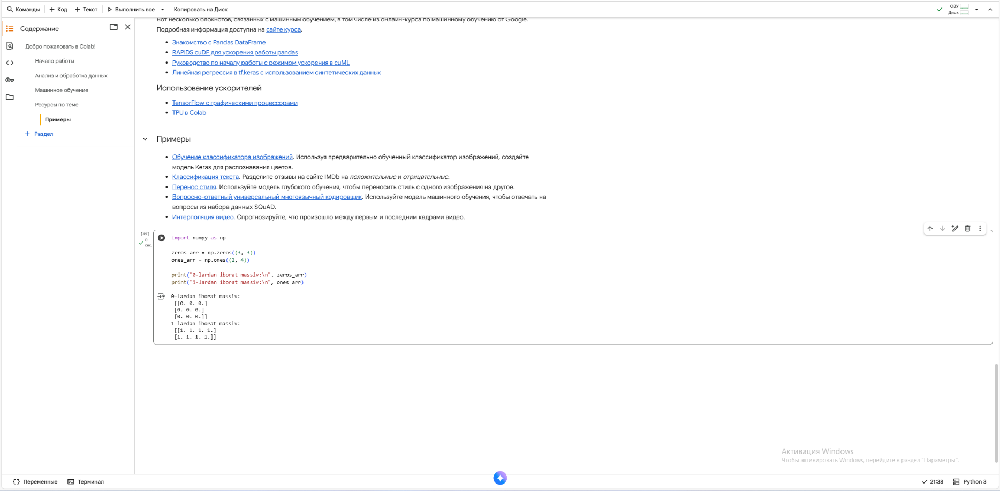 Команды
+ Код
+ Текст
Выполнить все
Копировать на Диск
ОЗУ
Диск
Содержание
Добро пожаловать в Colab!
Начало работы
Анализ и обработка данных
Машинное обучение
Ресурсы по теме
Примеры
+ Раздел
Вот несколько блокнотов, связанных с машинным обучением, в том числе из онлайн-курса по машинному обучению от Google.
Подробная информация доступна на сайте курса.
• Знакомство с Pandas DataFrame
• RAPIDS cuDF для ускорения работы pandas
• Руководство по началу работы с режимом ускорения в cuML
• Линейная регрессия в tf.keras с использованием синтетических данных
Использование ускорителей
• TensorFlow с графическими процессорами
• TPU в Colab
Примеры
• Обучение классификатора изображений. Используя предварительно обученный классификатор изображений, создайте
модель Keras для распознавания цветов.
• Классификация текста. Разделите отзывы на сайте IMDb на положительные и отрицательные.
• Перенос стиля. Используйте модель глубокого обучения, чтобы переносить стиль с одного изображения на другое.
• Вопросно-ответный универсальный многоязычный кодировщик. Используйте модель машинного обучения, чтобы отвечать на
вопросы из набора данных SQuAD.
• Интерполяция видео. Спрогнозируйте, что произошло между первым и последним кадрами видео.
[49]
0
сек.
import numpy as np
zeros_arr = np.zeros((3, 3))
ones_arr = np.ones((2, 4))
print("0-lardan iborat massiv:\n", zeros_arr)
print("1-lardan iborat massiv:\n", ones_arr)
0-lardan iborat massiv:
[[0. 0. 0.]
[0. 0. 0.]
[0. 0. 0.]]
1-lardan iborat massiv:
[[1. 1. 1. 1.]
[1. 1. 1. 1.]]
Активация Windows
Чтобы активировать Windows, перейдите в раздел "Параметры".
Переменные
Терминал
21:38
Python 3